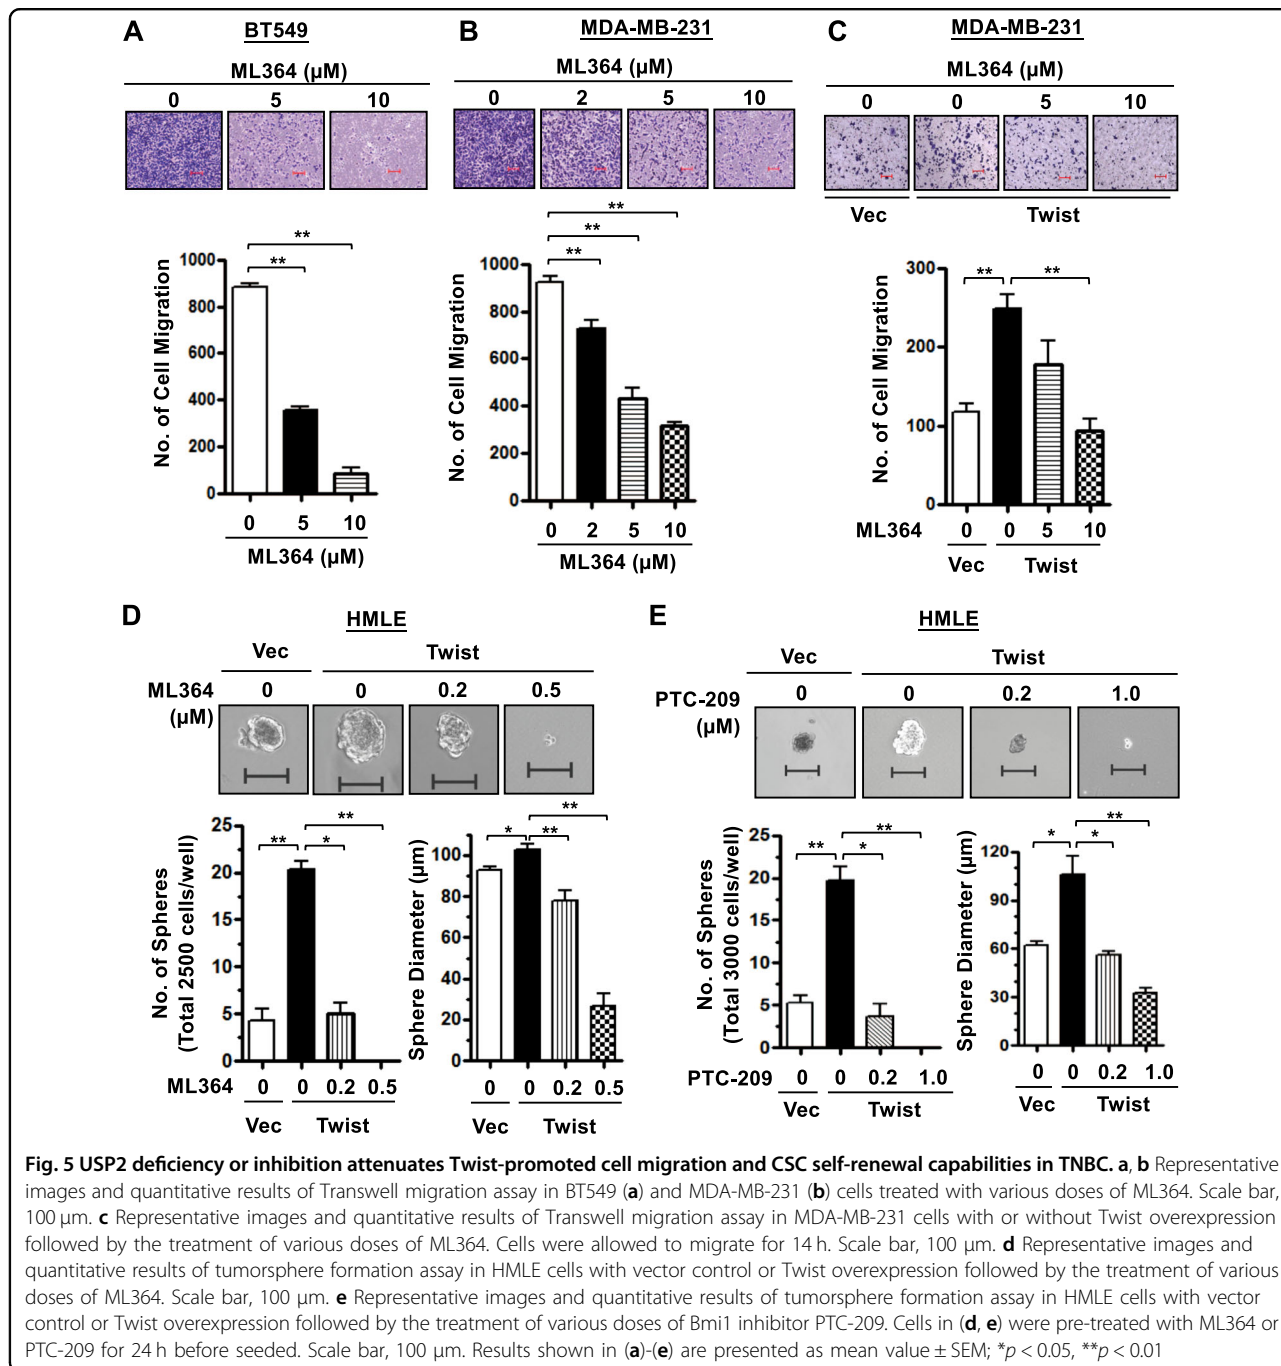 A
BT549
ML364 (µM)
0 5 10
**
**
No. of Cell Migration
1000
800
600
400
200
0
0 5 10
ML364 (µM)
B
MDA-MB-231
ML364 (µM)
0 2 5 10
**
**
**
No. of Cell Migration
1000
800
600
400
200
0
0 2 5 10
ML364 (µM)
C
MDA-MB-231
ML364 (µM)
0 0 5 10
Vec Twist
** **
No. of Cell Migration
300
200
100
0
ML364 0 0 5 10
Vec Twist
D
HMLE
Vec Twist
ML364 (µM) 0 0 0.2 0.5
**
** *
No. of Spheres
(Total 2500 cells/well)
25
20
15
10
5
0
ML364 0 0 0.2 0.5
Vec Twist
**
* **
Sphere Diameter (µm)
100
80
60
40
20
0
0 0 0.2 0.5
Vec Twist
E
HMLE
Vec Twist
PTC-209 (µM) 0 0 0.2 1.0
**
** *
No. of Spheres
(Total 3000 cells/well)
25
20
15
10
5
0
PTC-209 0 0 0.2 1.0
Vec Twist
**
* *
Sphere Diameter (µm)
120
90
60
30
0
0 0 0.2 1.0
Vec Twist
Fig. 5 USP2 deficiency or inhibition attenuates Twist-promoted cell migration and CSC self-renewal capabilities in TNBC. a, b Representative
images and quantitative results of Transwell migration assay in BT549 (a) and MDA-MB-231 (b) cells treated with various doses of ML364. Scale bar,
100 µm. c Representative images and quantitative results of Transwell migration assay in MDA-MB-231 cells with or without Twist overexpression
followed by the treatment of various doses of ML364. Cells were allowed to migrate for 14 h. Scale bar, 100 µm. d Representative images and
quantitative results of tumorsphere formation assay in HMLE cells with vector control or Twist overexpression followed by the treatment of various
doses of ML364. Scale bar, 100 µm. e Representative images and quantitative results of tumorsphere formation assay in HMLE cells with vector
control or Twist overexpression followed by the treatment of various doses of Bmi1 inhibitor PTC-209. Cells in (d, e) were pre-treated with ML364 or
PTC-209 for 24 h before seeded. Scale bar, 100 µm. Results shown in (a)-(e) are presented as mean value ± SEM; *p < 0.05, **p < 0.01